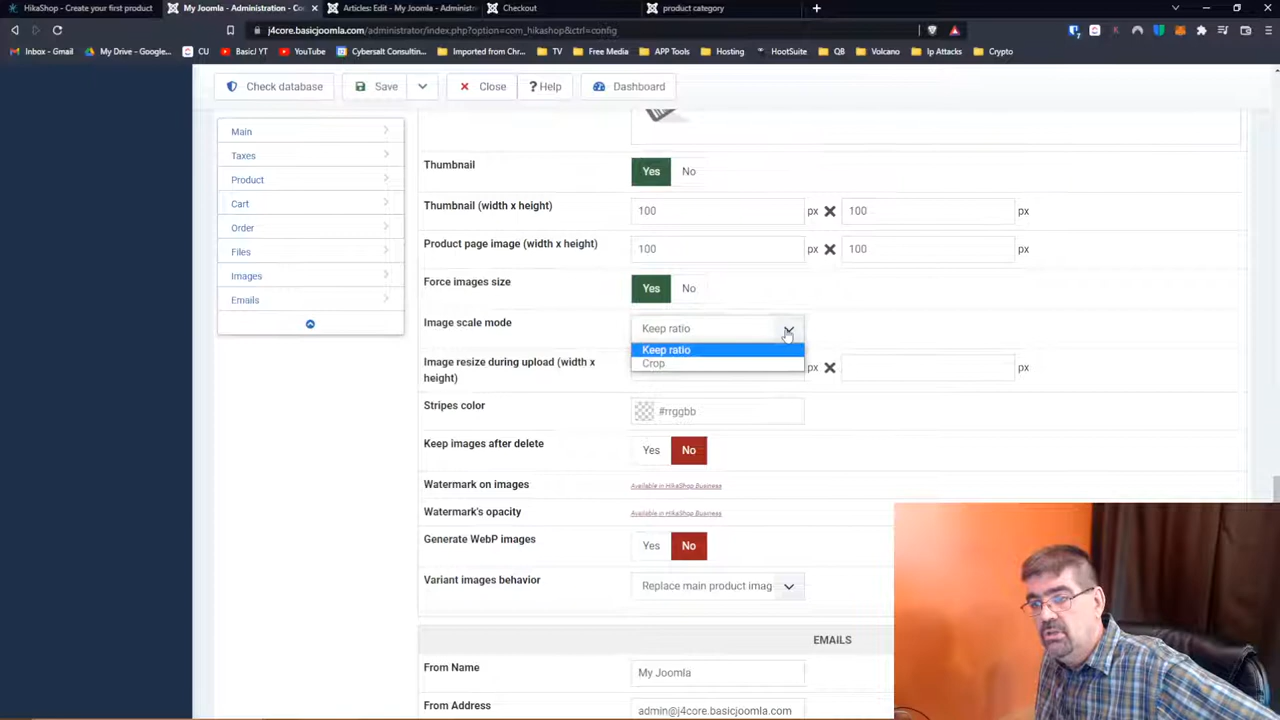 HikaShop - Create your first product
My Joomla - Administration - Co
Articles: Edit - My Joomla - Adminis
Checkout
product category
j4core.basicjoomla.com/administrator/index.php?option=com_hikashop&ctrl=config
Inbox - Gmail
My Drive - Google...
CU
BasicJ YT
YouTube
Cybersalt Consulting...
Imported from Chr...
TV
Free Media
APP Tools
Hosting
HootSuite
QB
Volcano
Ip Attacks
Crypto
Check database
Save
Close
? Help
Dashboard
Main
Taxes
Product
Cart
Order
Files
Images
Emails
Thumbnail
Yes No
Thumbnail (width x height)
100 px 100 px
Product page image (width x height)
100 px 100 px
Force images size
Yes No
Image scale mode
Keep ratio
Keep ratio
Crop
Image resize during upload (width x
height)
px px
Stripes color
#rrggbb
Keep images after delete
Yes No
Watermark on images
Available in HikaShop Business
Watermark's opacity
Available in HikaShop Business
Generate WebP images
Yes No
Variant images behavior
Replace main product imag
EMAILS
From Name
My Joomla
From Address
admin@j4core.basicjoomla.com